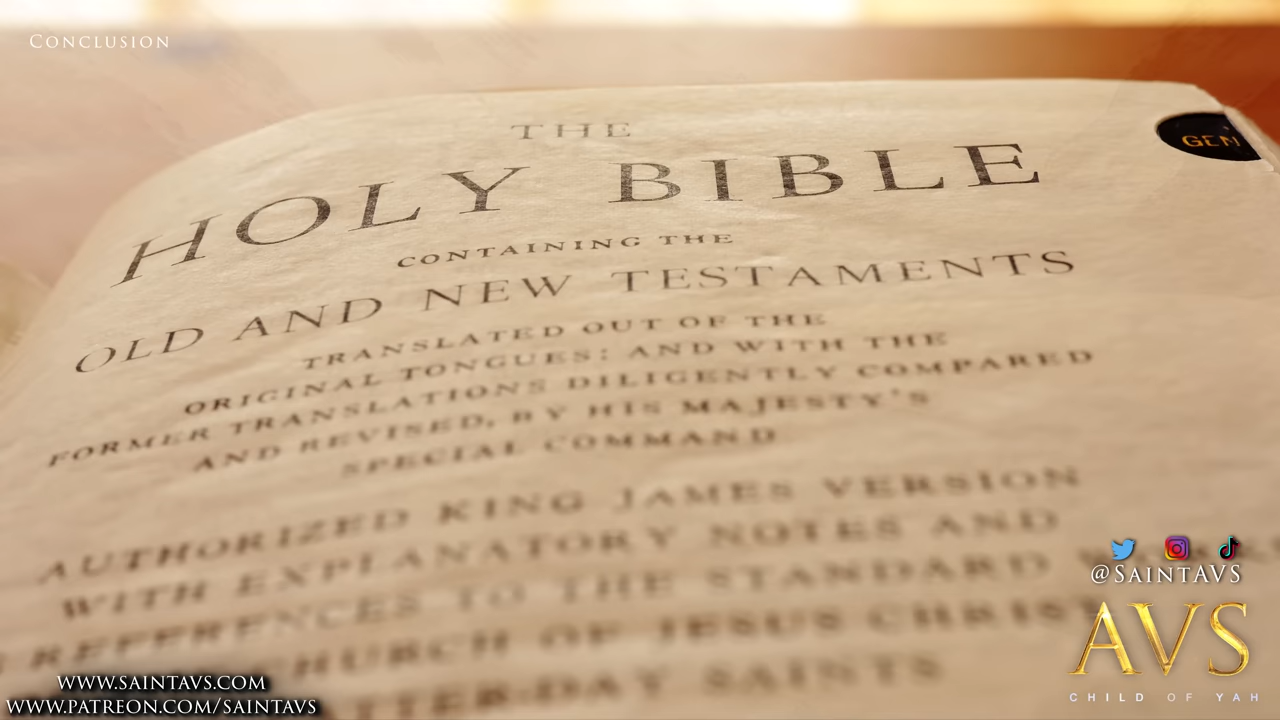 Conclusion
THE
HOLY BIBLE
GEN
CONTAINING THE
OLD AND NEW TESTAMENTS
TRANSLATED OUT OF THE
ORIGINAL TONGUES: AND WITH THE
FORMER TRANSLATIONS DILIGENTLY COMPARED
AND REVISED, BY HIS MAJESTY'S
SPECIAL COMMAND
AUTHORIZED KING JAMES VERSION
WITH EXPLANATORY NOTES AND
REFERENCES TO THE STANDARD
CHURCH OF JESUS CHRIST
TTER-DAY SAINTS
@SAINTAVS
AVS
CHILD OF YAH
WWW.SAINTAVS.COM
WWW.PATREON.COM/SAINTAVS